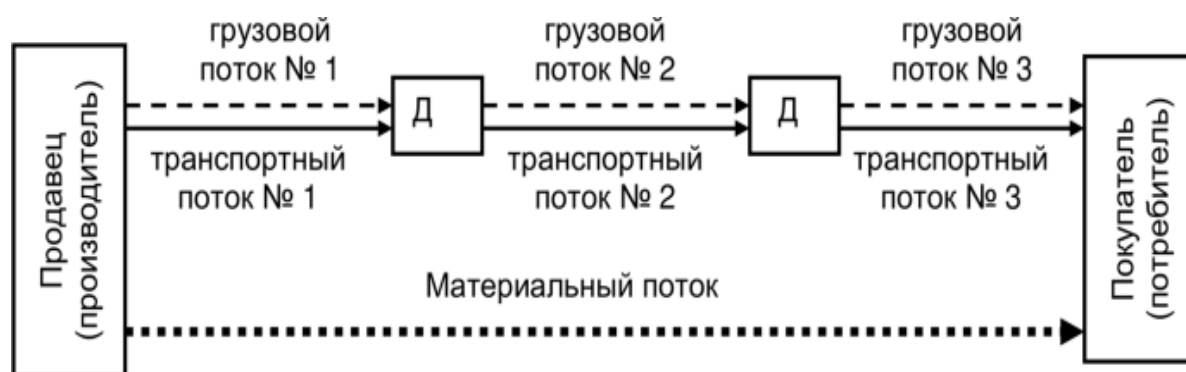 грузовой
поток № 1
грузовой
поток № 2
грузовой
поток № 3
Продавец
(производитель)
Д
Д
Покупатель
(потребитель)
транспортный
поток № 1
транспортный
поток № 2
транспортный
поток № 3
Материальный поток